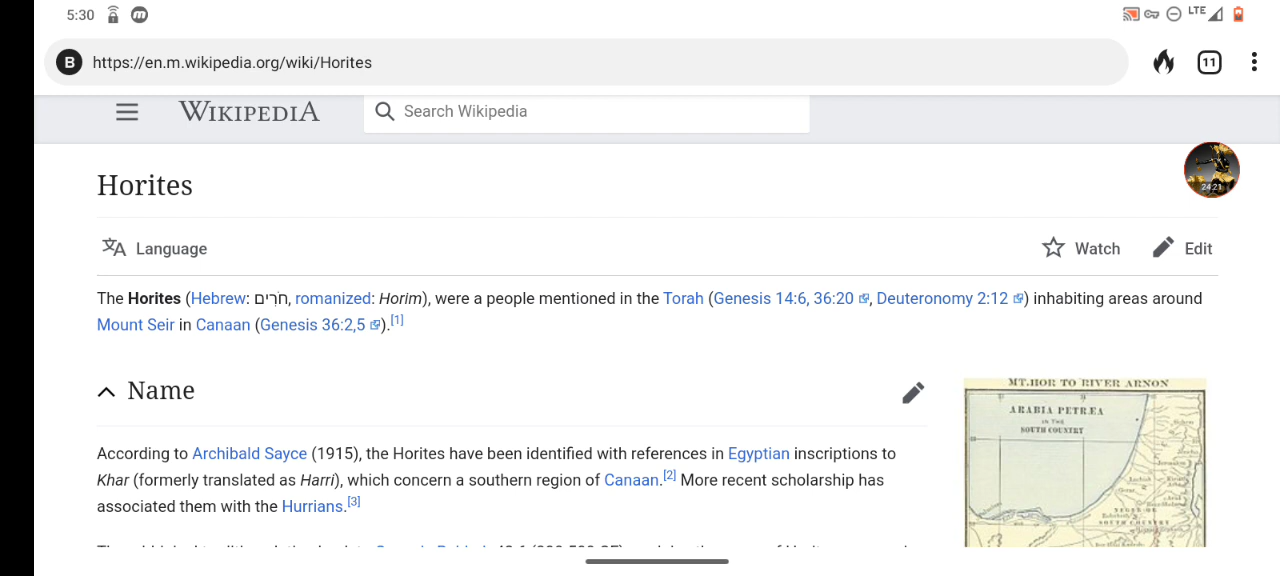 5:30
LTE
B https://en.m.wikipedia.org/wiki/Horites
11
WIKIPEDIA
Search Wikipedia
Horites
24:21
Language
Watch
Edit
The Horites (Hebrew: חֹרִים, romanized: Horim), were a people mentioned in the Torah (Genesis 14:6, 36:20, Deuteronomy 2:12) inhabiting areas around
Mount Seir in Canaan (Genesis 36:2,5).[1]
Name
According to Archibald Sayce (1915), the Horites have been identified with references in Egyptian inscriptions to
Khar (formerly translated as Harri), which concern a southern region of Canaan.[2] More recent scholarship has
associated them with the Hurrians.[3]
MT.HOR TO RIVER ARNON
ARABIA PETRÆA
IN THE
SOUTH COUNTRY
SOUTH COUNTRY